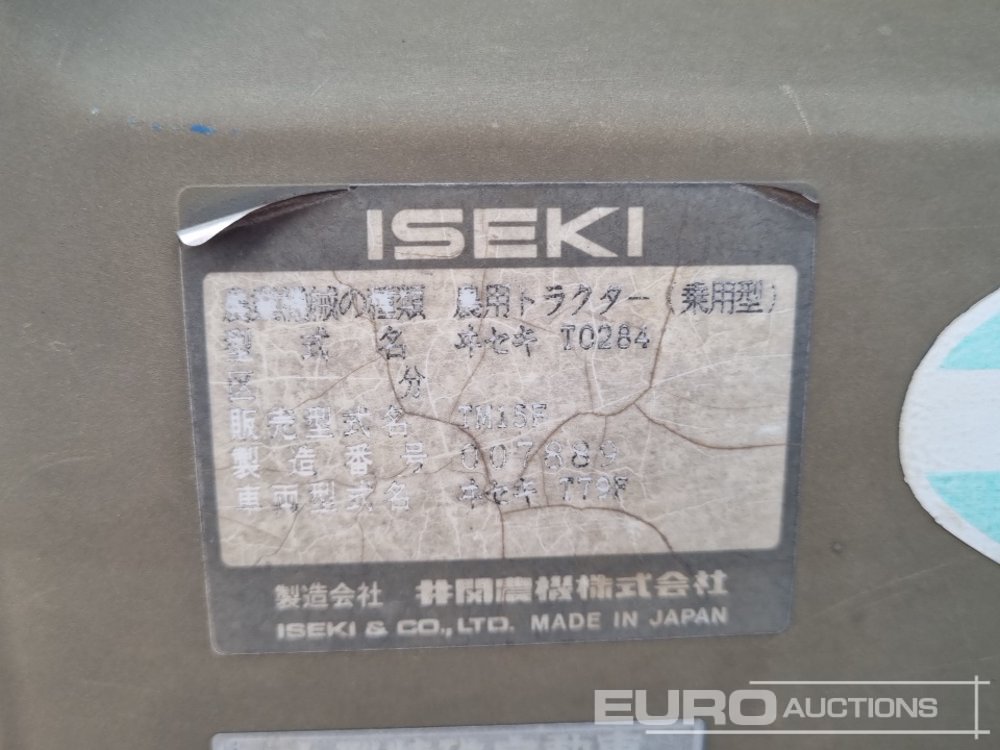 ISEKI
農業機械の種類 農用トラクター(乗用型)
型式名 ヰセキ TO284
区分
販売型式名 TM15F
製造番号 007889
車両型式名 ヰセキ T79F
製造会社 井関農機株式会社
ISEKI & CO., LTD. MADE IN JAPAN
EURO AUCTIONS